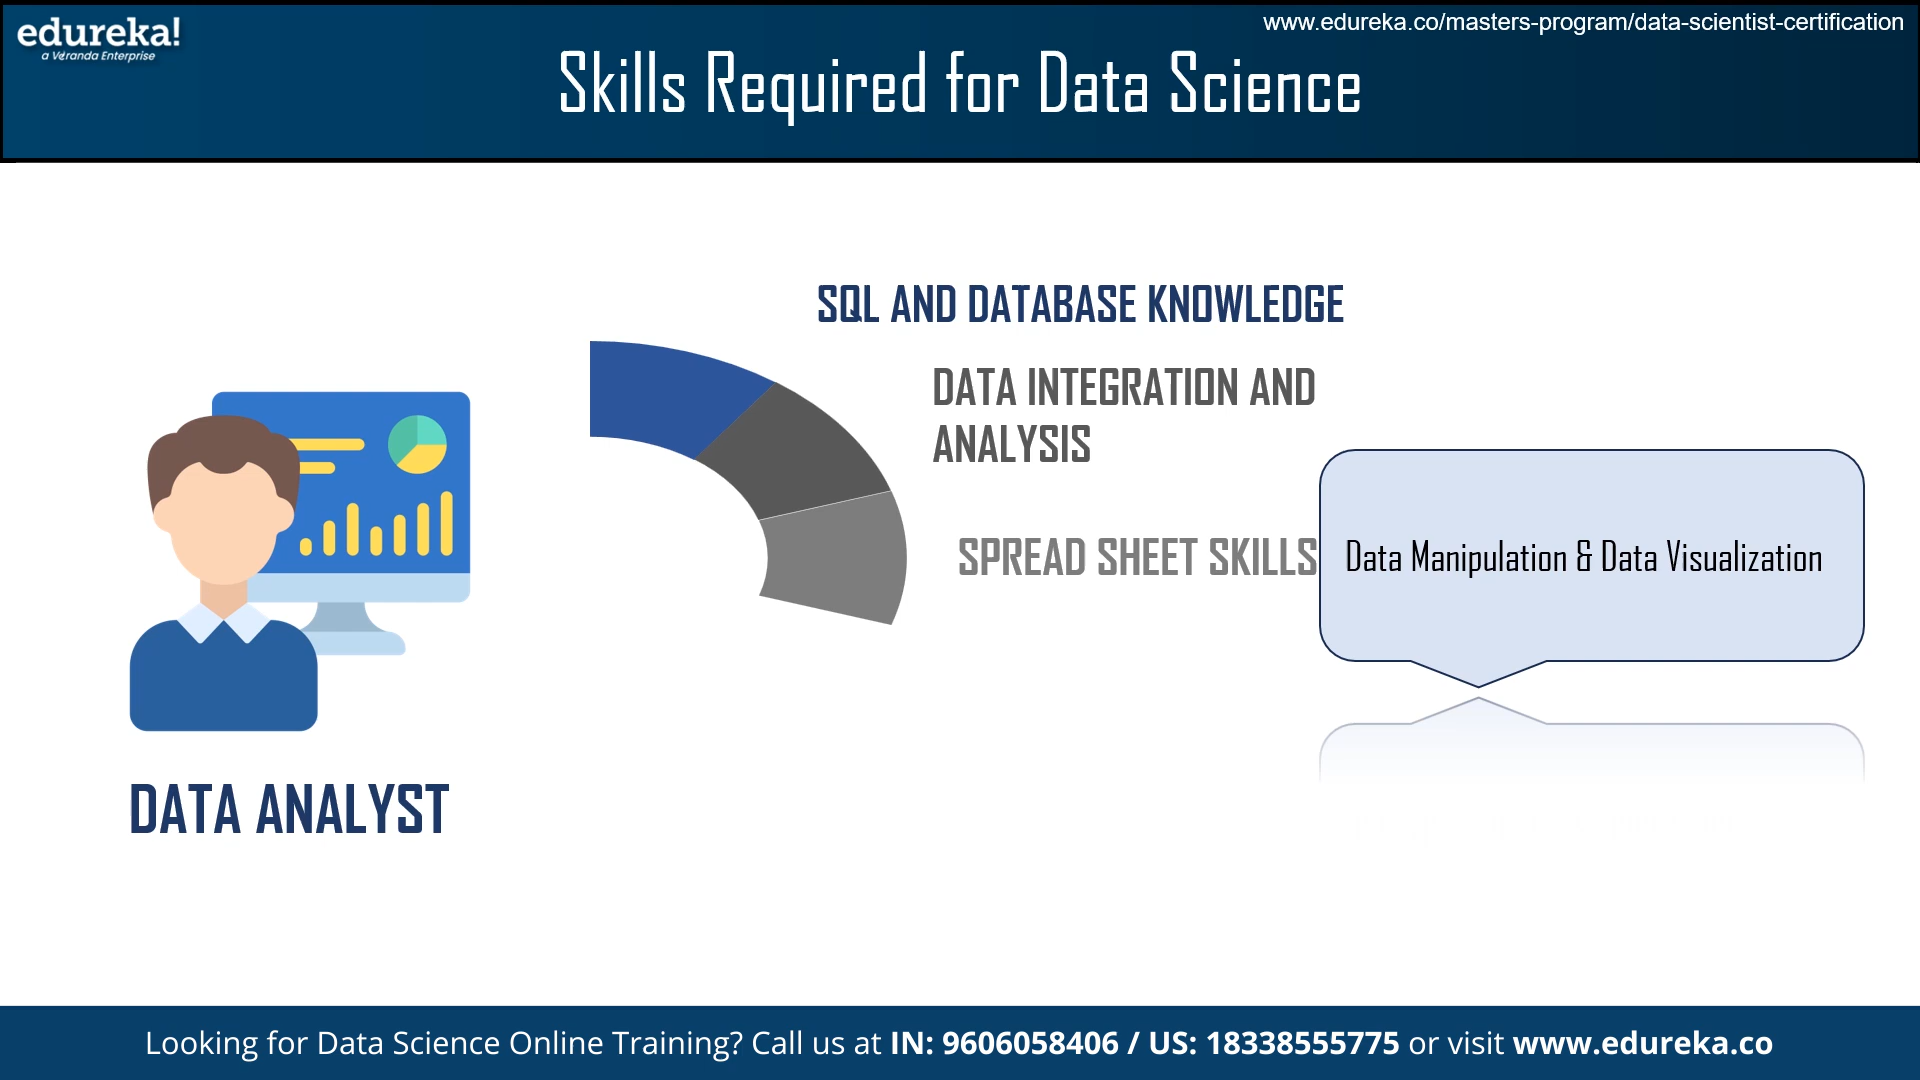 edureka!
a Veranda Enterprise
www.edureka.co/masters-program/data-scientist-certification
Skills Required for Data Science
SQL AND DATABASE KNOWLEDGE
DATA INTEGRATION AND
ANALYSIS
SPREAD SHEET SKILLS
Data Manipulation & Data Visualization
DATA ANALYST
Looking for Data Science Online Training? Call us at IN: 9606058406 / US: 18338555775 or visit www.edureka.co